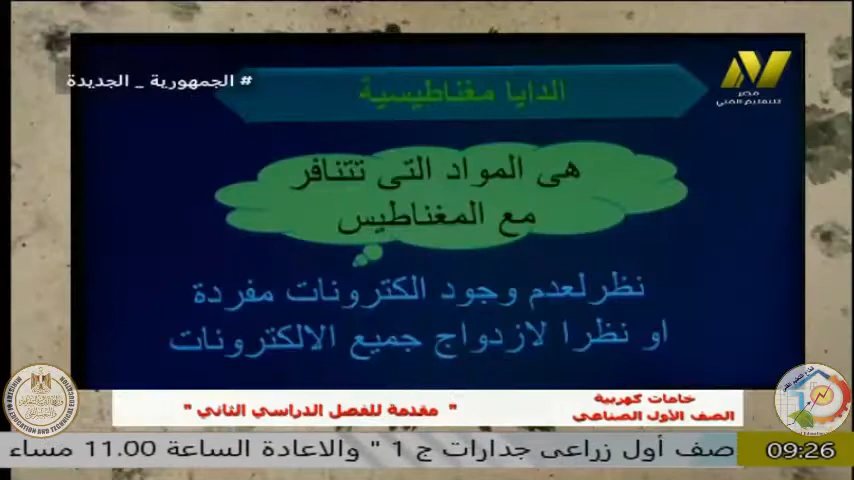 # الجمهورية _ الجديدة
مصر
للتعليم الفني
الدايا مغناطيسية
هى المواد التى تتنافر
مع المغناطيس
نظرلعدم وجود الكترونات مفردة
او نظرا لازدواج جميع الالكترونات
خامات كهربية
الصف الأول الصناعي
" مقدمة للفصل الدراسي الثاني "
صف أول زراعى جدارات ج 1 " والاعادة الساعة 11.00 مساء
09:26